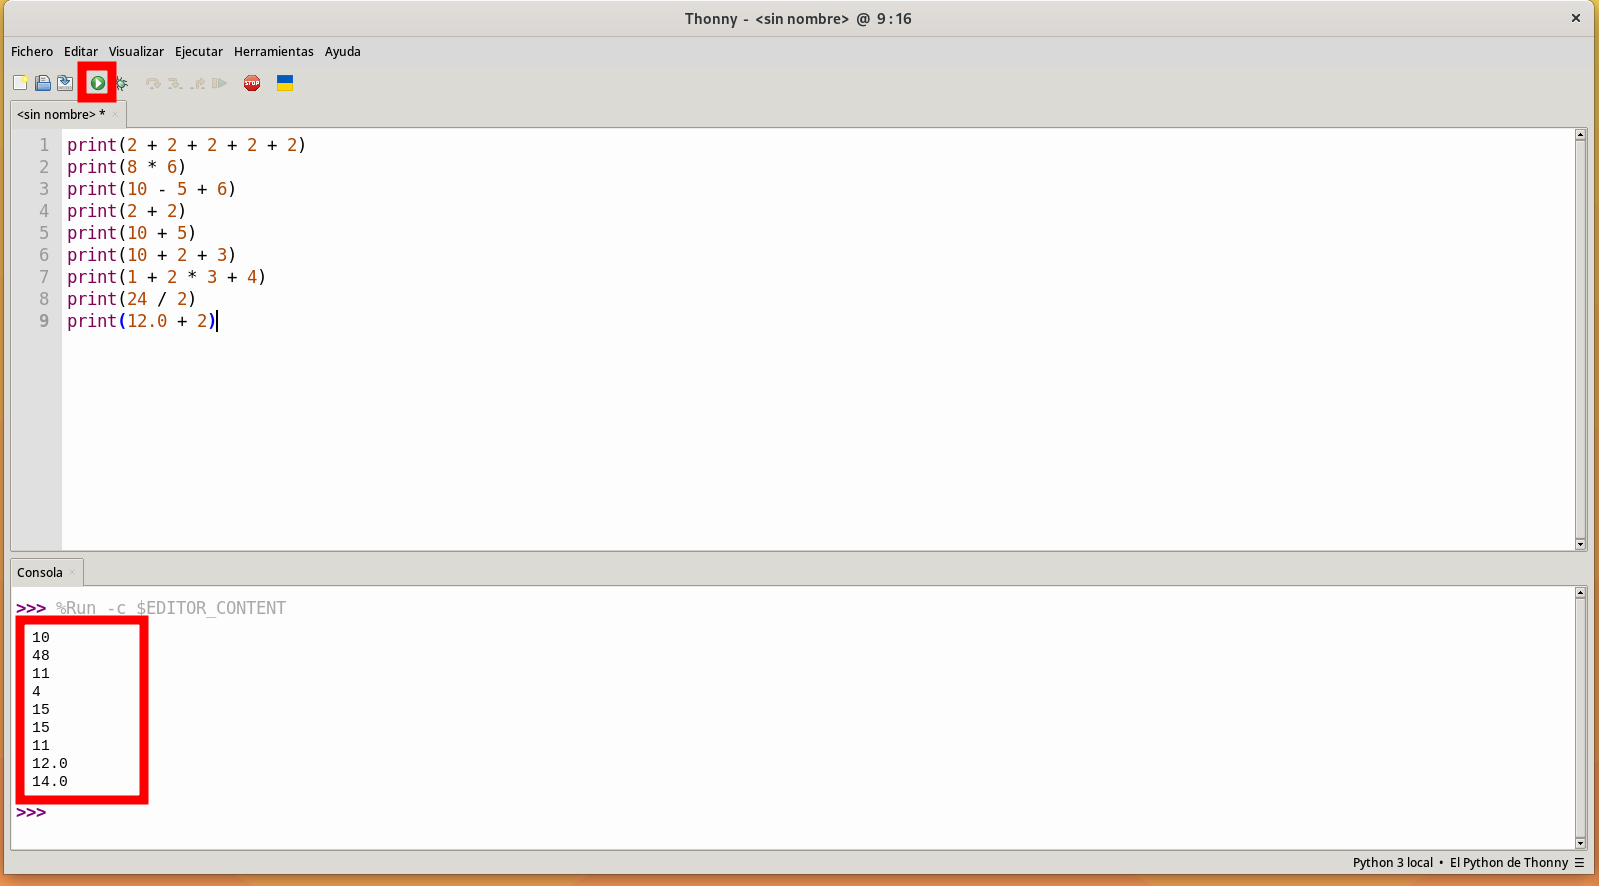 Thonny - <sin nombre> @ 9:16
Fichero Editar Visualizar Ejecutar Herramientas Ayuda
STOP
<sin nombre> *
1 print(2 + 2 + 2 + 2 + 2)
2 print(8 * 6)
3 print(10 - 5 + 6)
4 print(2 + 2)
5 print(10 + 5)
6 print(10 + 2 + 3)
7 print(1 + 2 * 3 + 4)
8 print(24 / 2)
9 print(12.0 + 2)
Consola
>>> %Run -c $EDITOR_CONTENT
10
48
11
4
15
15
11
12.0
14.0
>>>
Python 3 local • El Python de Thonny ☰